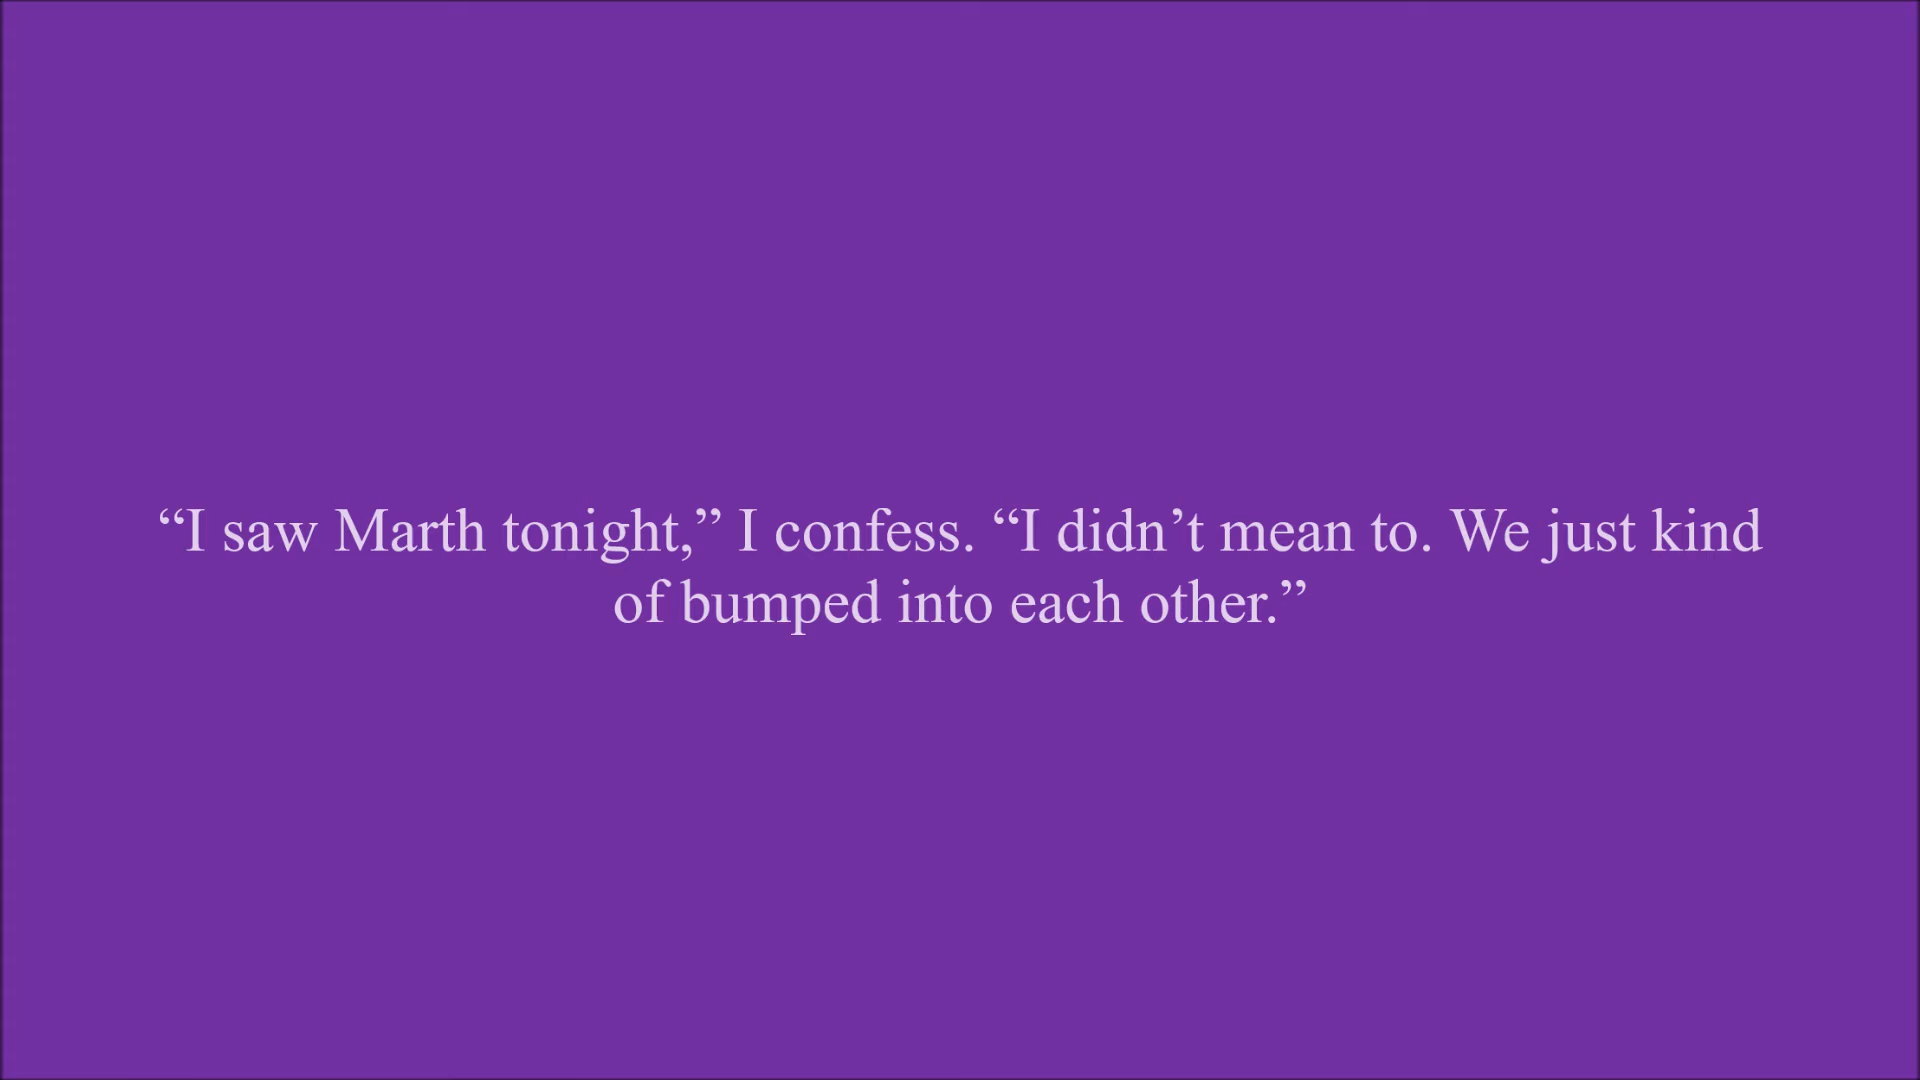 “I saw Marth tonight,” I confess. “I didn’t mean to. We just kind
of bumped into each other.”